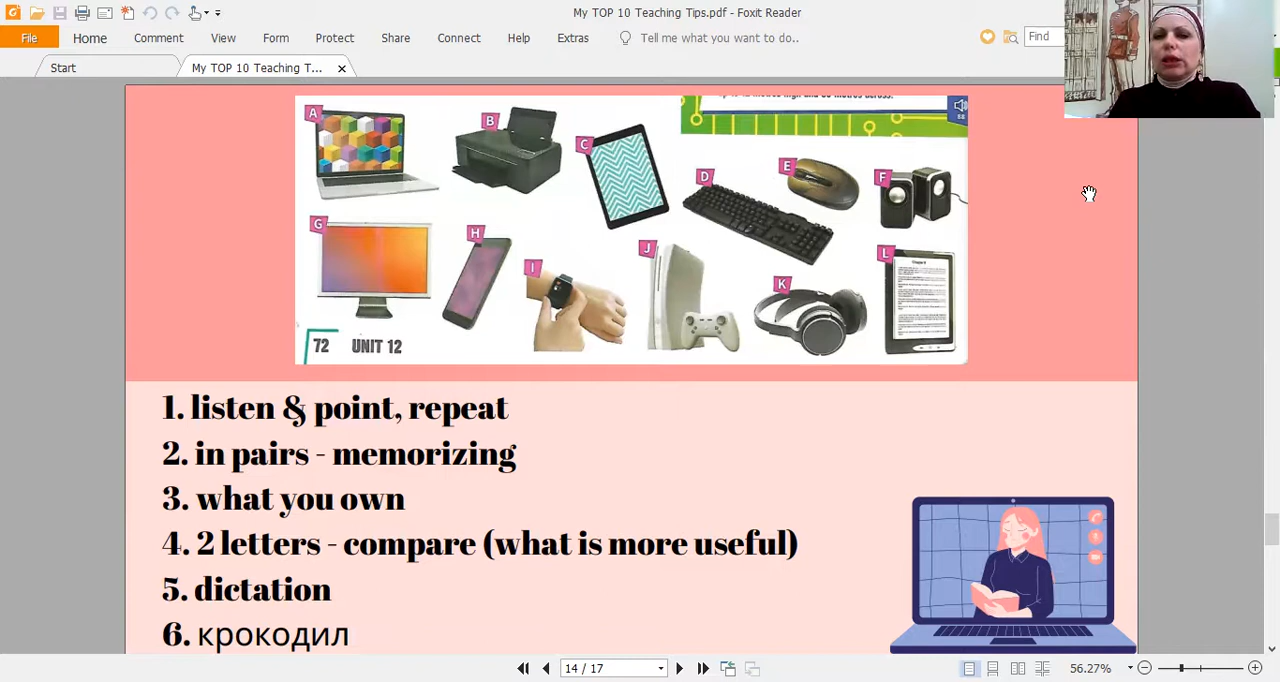 My TOP 10 Teaching Tips.pdf - Foxit Reader
File Home Comment View Form Protect Share Connect Help Extras Tell me what you want to do.. Find
Start My TOP 10 Teaching T...
A
B
C
D
E
F
88
G
H
I
J
K
L
72 UNIT 12
1. listen & point, repeat
2. in pairs - memorizing
3. what you own
4. 2 letters - compare (what is more useful)
5. dictation
6. крокодил
14 / 17 56.27%